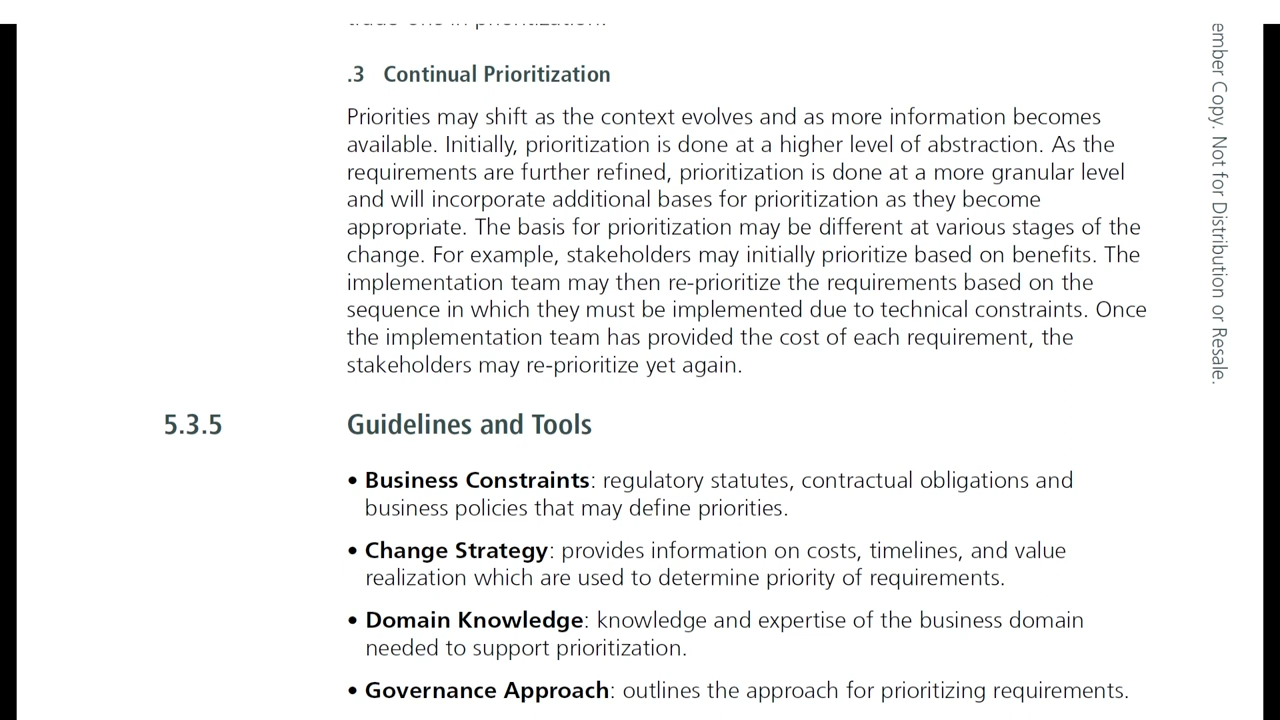 .3 Continual Prioritization
Priorities may shift as the context evolves and as more information becomes
available. Initially, prioritization is done at a higher level of abstraction. As the
requirements are further refined, prioritization is done at a more granular level
and will incorporate additional bases for prioritization as they become
appropriate. The basis for prioritization may be different at various stages of the
change. For example, stakeholders may initially prioritize based on benefits. The
implementation team may then re-prioritize the requirements based on the
sequence in which they must be implemented due to technical constraints. Once
the implementation team has provided the cost of each requirement, the
stakeholders may re-prioritize yet again.
5.3.5 Guidelines and Tools
• Business Constraints: regulatory statutes, contractual obligations and
business policies that may define priorities.
• Change Strategy: provides information on costs, timelines, and value
realization which are used to determine priority of requirements.
• Domain Knowledge: knowledge and expertise of the business domain
needed to support prioritization.
• Governance Approach: outlines the approach for prioritizing requirements.
ember Copy. Not for Distribution or Resale.